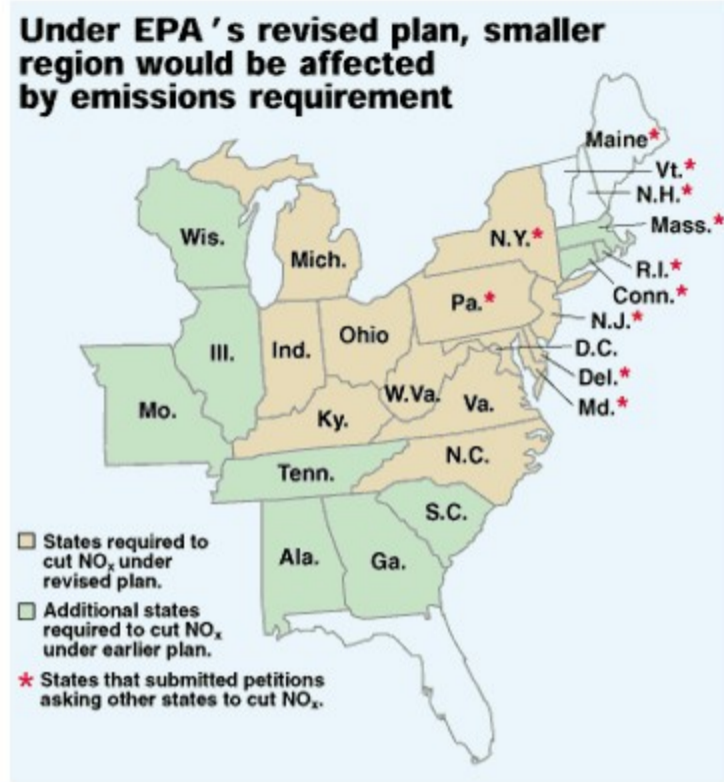 Under EPA 's revised plan, smaller
region would be affected
by emissions requirement
Maine*
Vt.*
N.H.*
Mass.*
Wis.
N.Y.*
Mich.
R.I.*
Conn.*
Pa.*
N.J.*
Ohio
Ind.
Ill.
D.C.
Del.*
W.Va.
Md.*
Va.
Mo.
Ky.
N.C.
Tenn.
S.C.
Ala.
Ga.
States required to
cut NOx under
revised plan.
Additional states
required to cut NOx
under earlier plan.
* States that submitted petitions
asking other states to cut NOx.